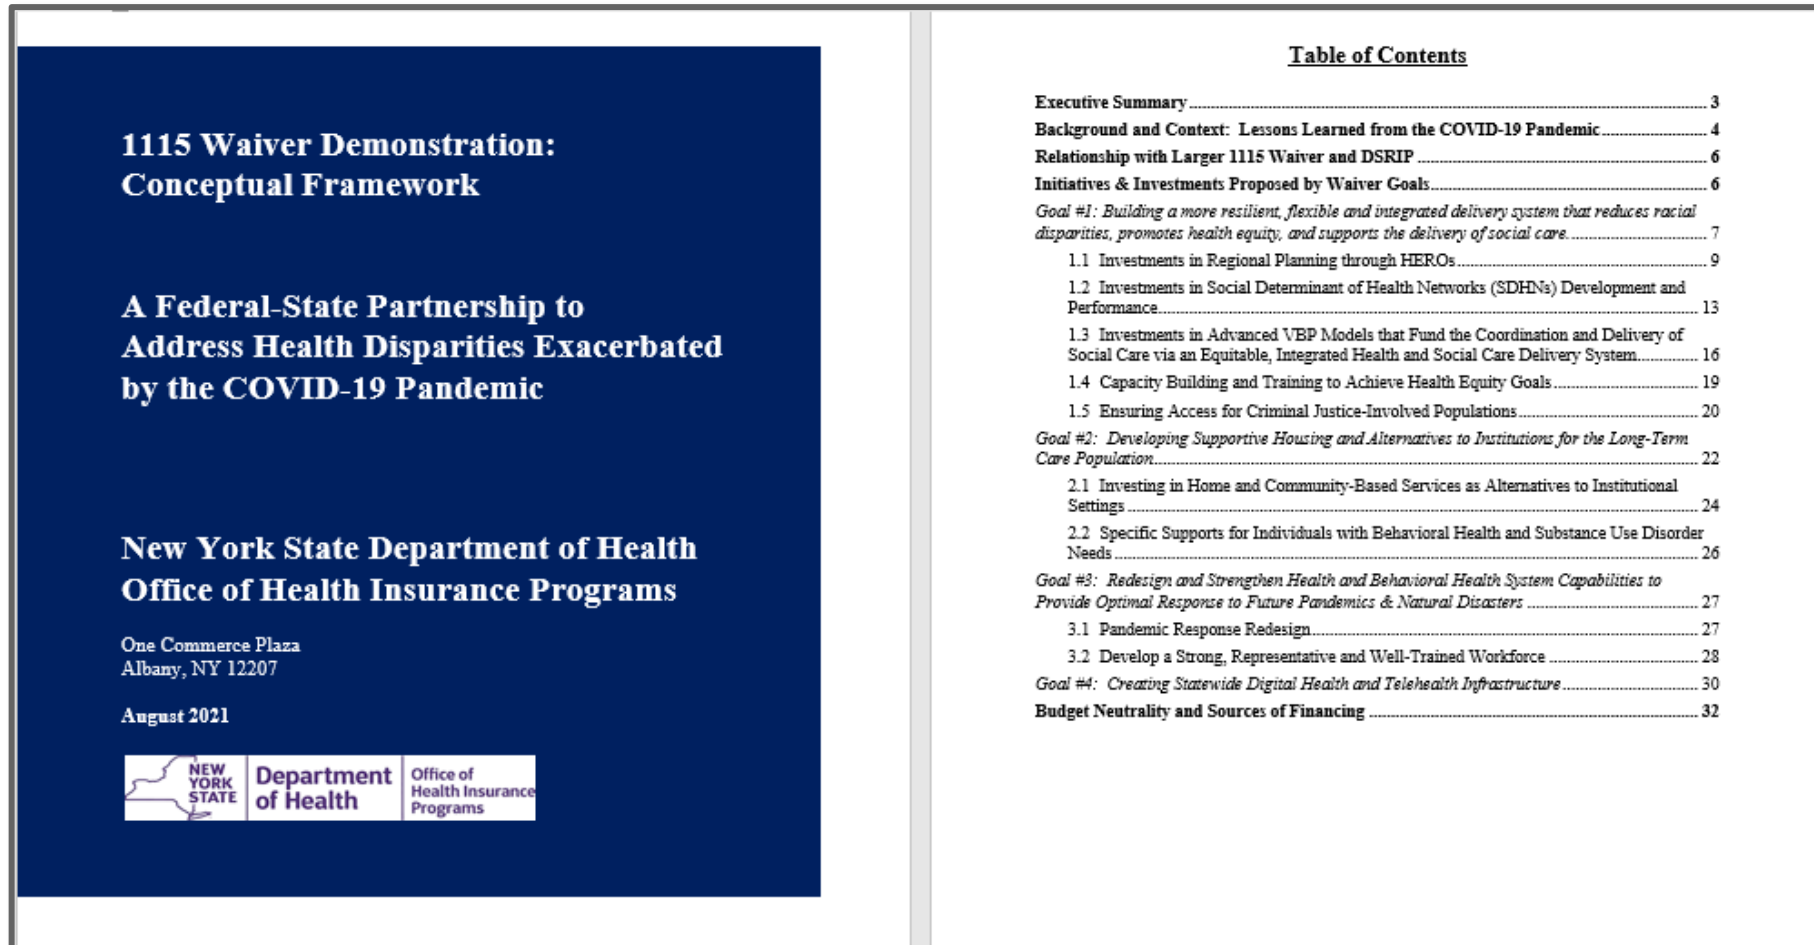 1115 Waiver Demonstration:
Conceptual Framework
A Federal-State Partnership to
Address Health Disparities Exacerbated
by the COVID-19 Pandemic
New York State Department of Health
Office of Health Insurance Programs
One Commerce Plaza
Albany, NY 12207
August 2021
NEW
YORK
STATE
Department
of Health
Office of
Health Insurance
Programs
Table of Contents
Executive Summary 3
Background and Context: Lessons Learned from the COVID-19 Pandemic 4
Relationship with Larger 1115 Waiver and DSRIP 6
Initiatives & Investments Proposed by Waiver Goals 6
Goal #1: Building a more resilient, flexible and integrated delivery system that reduces racial
disparities, promotes health equity, and supports the delivery of social care. 7
1.1 Investments in Regional Planning through HEROs 9
1.2 Investments in Social Determinant of Health Networks (SDHNs) Development and
Performance 13
1.3 Investments in Advanced VBP Models that Fund the Coordination and Delivery of
Social Care via an Equitable, Integrated Health and Social Care Delivery System 16
1.4 Capacity Building and Training to Achieve Health Equity Goals 19
1.5 Ensuring Access for Criminal Justice-Involved Populations 20
Goal #2: Developing Supportive Housing and Alternatives to Institutions for the Long-Term
Care Population 22
2.1 Investing in Home and Community-Based Services as Alternatives to Institutional
Settings 24
2.2 Specific Supports for Individuals with Behavioral Health and Substance Use Disorder
Needs 26
Goal #3: Redesign and Strengthen Health and Behavioral Health System Capabilities to
Provide Optimal Response to Future Pandemics & Natural Disasters 27
3.1 Pandemic Response Redesign 27
3.2 Develop a Strong, Representative and Well-Trained Workforce 28
Goal #4: Creating Statewide Digital Health and Telehealth Infrastructure 30
Budget Neutrality and Sources of Financing 32